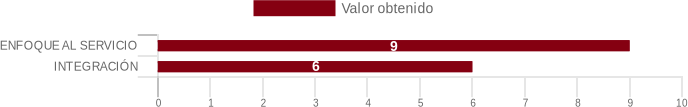 Valor obtenido
ENFOQUE AL SERVICIO 9
INTEGRACIÓN 6
0 1 2 3 4 5 6 7 8 9 10